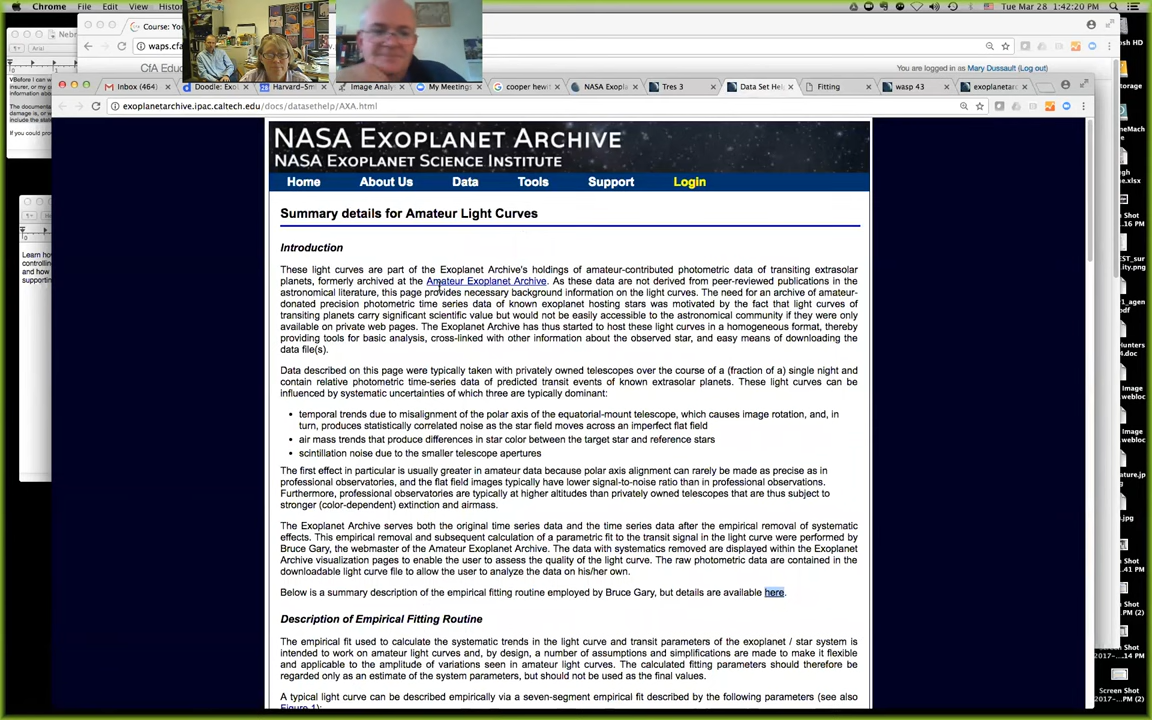 Chrome File Edit View Histor Tue Mar 28 1:42:20 PM
Course: You
waps.cfa
CfA Educ
You are logged in as Mary Dussault (Log out)
Inbox (464) Doodle: Exol Harvard-Smi Image Analy My Meetings cooper hewit NASA Exopla Tres 3 Data Set Hel Fitting wasp 43 exoplanetarc
exoplanetarchive.ipac.caltech.edu/docs/datasethelp/AXA.html
NASA EXOPLANET ARCHIVE
NASA EXOPLANET SCIENCE INSTITUTE
Home About Us Data Tools Support Login
Summary details for Amateur Light Curves
Introduction
These light curves are part of the Exoplanet Archive's holdings of amateur-contributed photometric data of transiting extrasolar
planets, formerly archived at the Amateur Exoplanet Archive. As these data are not derived from peer-reviewed publications in the
astronomical literature, this page provides necessary background information on the light curves. The need for an archive of amateur-
donated precision photometric time series data of known exoplanet hosting stars was motivated by the fact that light curves of
transiting planets carry significant scientific value but would not be easily accessible to the astronomical community if they were only
available on private web pages. The Exoplanet Archive has thus started to host these light curves in a homogeneous format, thereby
providing tools for basic analysis, cross-linked with other information about the observed star, and easy means of downloading the
data file(s).
Data described on this page were typically taken with privately owned telescopes over the course of a (fraction of a) single night and
contain relative photometric time-series data of predicted transit events of known extrasolar planets. These light curves can be
influenced by systematic uncertainties of which three are typically dominant:
• temporal trends due to misalignment of the polar axis of the equatorial-mount telescope, which causes image rotation, and, in
turn, produces statistically correlated noise as the star field moves across an imperfect flat field
• air mass trends that produce differences in star color between the target star and reference stars
• scintillation noise due to the smaller telescope apertures
The first effect in particular is usually greater in amateur data because polar axis alignment can rarely be made as precise as in
professional observatories, and the flat field images typically have lower signal-to-noise ratio than in professional observations.
Furthermore, professional observatories are typically at higher altitudes than privately owned telescopes that are thus subject to
stronger (color-dependent) extinction and airmass.
The Exoplanet Archive serves both the original time series data and the time series data after the empirical removal of systematic
effects. This empirical removal and subsequent calculation of a parametric fit to the transit signal in the light curve were performed by
Bruce Gary, the webmaster of the Amateur Exoplanet Archive. The data with systematics removed are displayed within the Exoplanet
Archive visualization pages to enable the user to assess the quality of the light curve. The raw photometric data are contained in the
downloadable light curve file to allow the user to analyze the data on his/her own.
Below is a summary description of the empirical fitting routine employed by Bruce Gary, but details are available here.
Description of Empirical Fitting Routine
The empirical fit used to calculate the systematic trends in the light curve and transit parameters of the exoplanet / star system is
intended to work on amateur light curves and, by design, a number of assumptions and simplifications are made to make it flexible
and applicable to the amplitude of variations seen in amateur light curves. The calculated fitting parameters should therefore be
regarded only as an estimate of the system parameters, but should not be used as the final values.
A typical light curve can be described empirically via a seven-segment empirical fit described by the following parameters (see also
Figure 1):